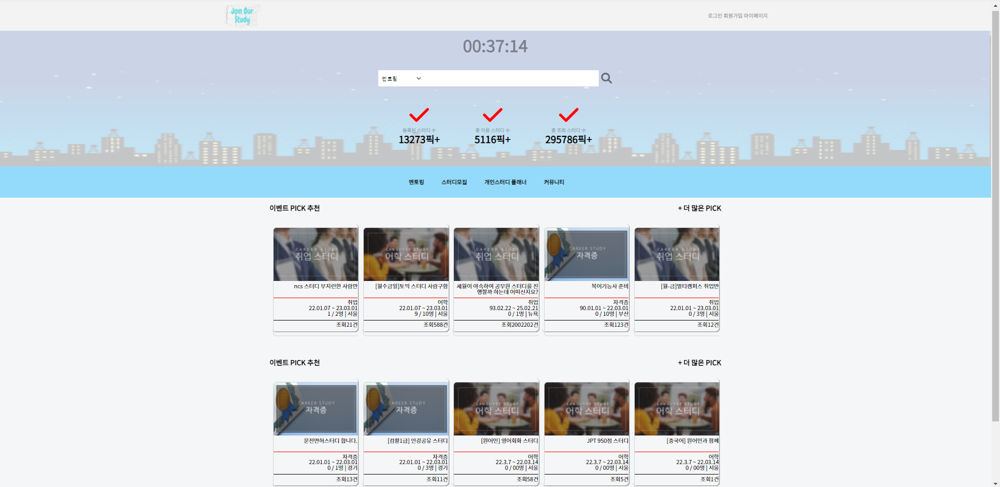 Join Our
Study
로그인 회원가입 마이페이지
00:37:14
멘토링
등록된 스터디 수
총 이용 스터디 수
총 조회 스터디 수
13273픽+
5116픽+
295786픽+
멘토링 스터디모집 개인스터디 플래너 커뮤니티
이벤트 PICK 추천
+ 더 많은 PICK
CAREER STUDY
취업 스터디
ncs 스터디 부지런한 사람만
취업
22.01.07 ~ 23.03.01
1 / 2명 | 서울
조회21건
LANGUAGE STUDY
어학 스터디
[월수금일]토익 스터디 사람구함
어학
22.01.07 ~ 22.03.01
9 / 10명 | 서울
조회588건
CAREER STUDY
취업 스터디
세월이 야속하여 공무원 스터디를 진
행할까 하는데 어떠신지요?
취업
93.02.22 ~ 25.02.21
0 / 1명 | 뉴욕
조회2002202건
CAREER STUDY
자격증
복어기능사 준비
자격증
90.01.01 ~ 22.03.01
0 / 10명 | 부산
조회123건
CAREER STUDY
취업 스터디
[월-금]멀티캠퍼스 취업반
취업
22.01.01 ~ 23.03.01
0 / 3명 | 서울
조회12건
이벤트 PICK 추천
+ 더 많은 PICK
CAREER STUDY
자격증
운전면허스터디 합니다.
자격증
22.01.01 ~ 22.03.01
0 / 1명 | 경기
조회13건
CAREER STUDY
자격증
[컴활1급] 인강공유 스터디
자격증
22.01.01 ~ 22.03.01
0 / 3명 | 경기
조회11건
LANGUAGE STUDY
어학 스터디
[원어민] 영어회화 스터디
어학
22.3.7 ~ 22.03.14
0 / 00명 | 서울
조회58건
LANGUAGE STUDY
어학 스터디
JPT 950점 스터디
어학
22.3.7 ~ 22.03.14
0 / 00명 | 서울
조회5건
LANGUAGE STUDY
어학 스터디
[중국어] 원어민과 함께
어학
22.3.7 ~ 22.03.14
0 / 00명 | 서울
조회1건